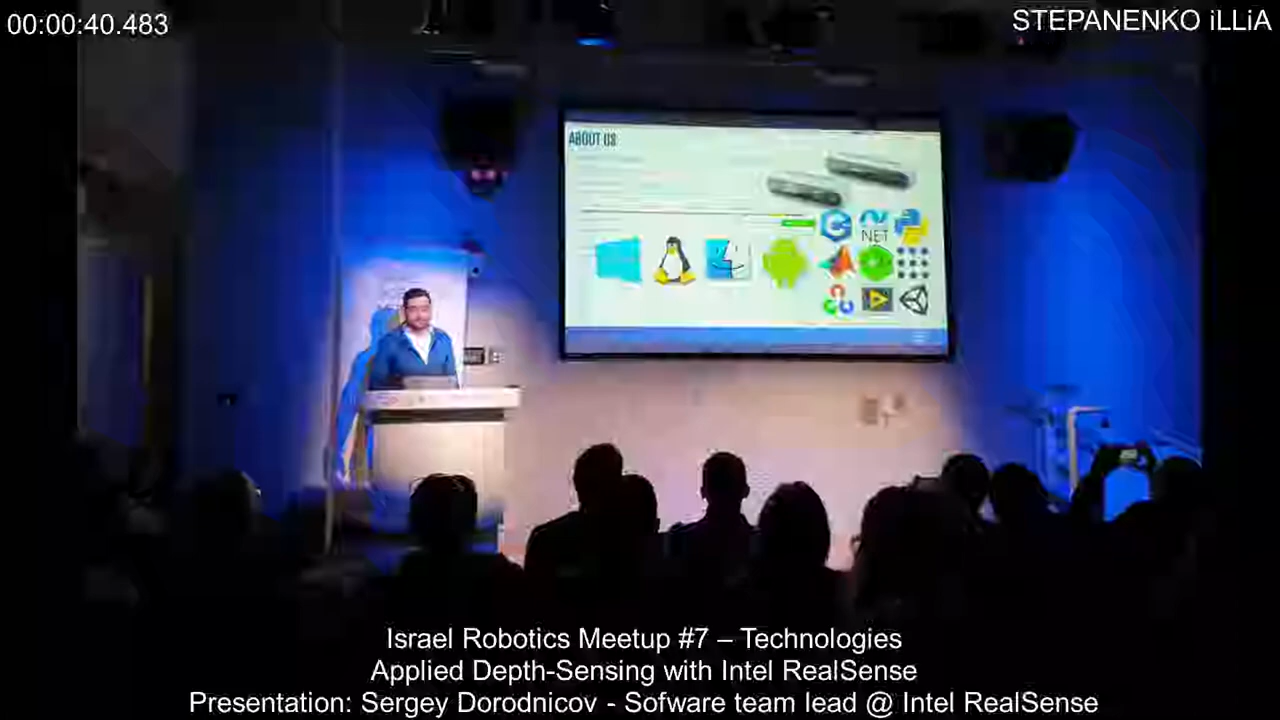 00:00:40.483
STEPANENKO iLLiA
ABOUT US
NET
Israel Robotics Meetup #7 – Technologies
Applied Depth-Sensing with Intel RealSense
Presentation: Sergey Dorodnicov - Sofware team lead @ Intel RealSense